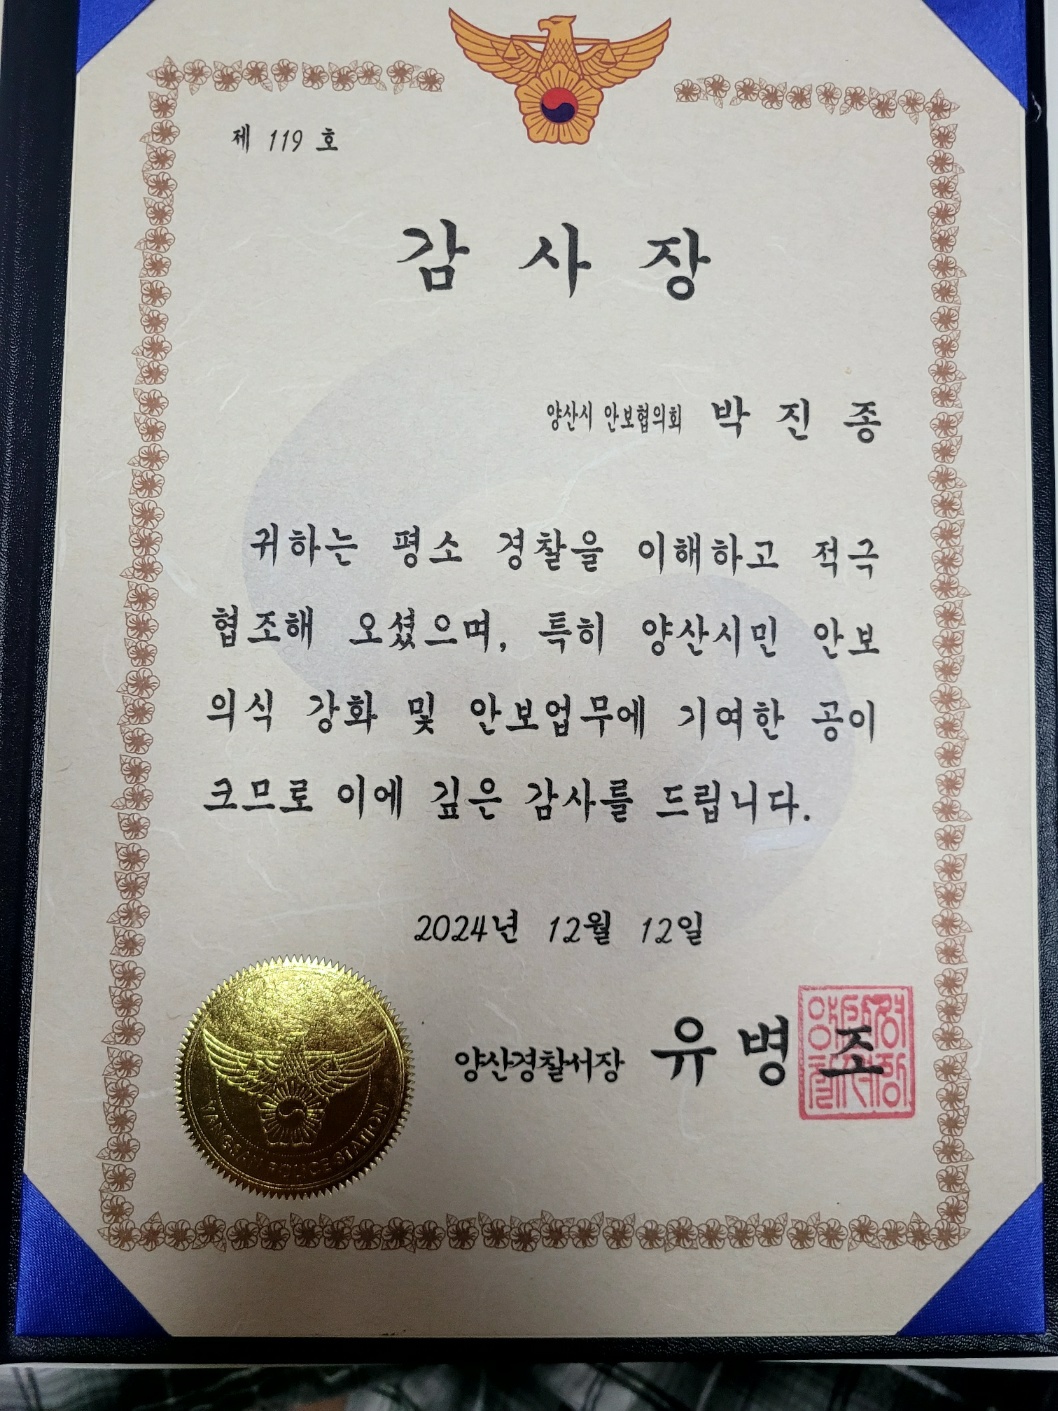 제 119 호
감 사 장
양산시 안보협의회 박 진 종
귀하는 평소 경찰을 이해하고 적극
협조해 오셨으며, 특히 양산시민 안보
의식 강화 및 안보업무에 기여한 공이
크므로 이에 깊은 감사를 드립니다.
2024년 12월 12일
양산경찰서장 유 병 조
YANGSAN POLICE STATION